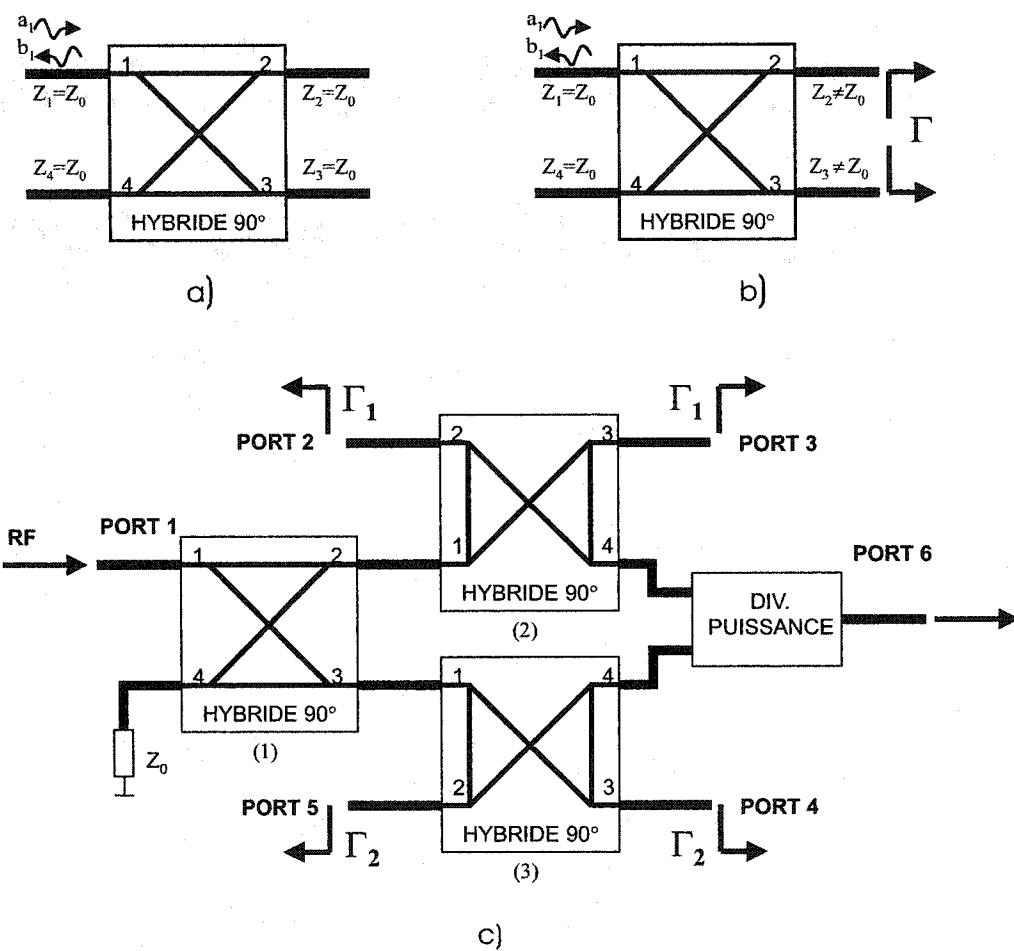 a₁
b₁
1 2
Z₁=Z₀ Z₂=Z₀
Z₄=Z₀ Z₃=Z₀
4 3
HYBRIDE 90°
a)
a₁
b₁
1 2
Z₁=Z₀ Z₂≠Z₀
Γ
Z₄=Z₀ Z₃≠Z₀
4 3
HYBRIDE 90°
b)
Γ₁ Γ₁
PORT 2 2 3 PORT 3
RF PORT 1
1 2 1 4
HYBRIDE 90°
(2)
PORT 6
DIV.
PUISSANCE
4 3 1 4
HYBRIDE 90°
(1)
Z₀
PORT 5 2 3 PORT 4
HYBRIDE 90°
(3)
Γ₂ Γ₂
c)